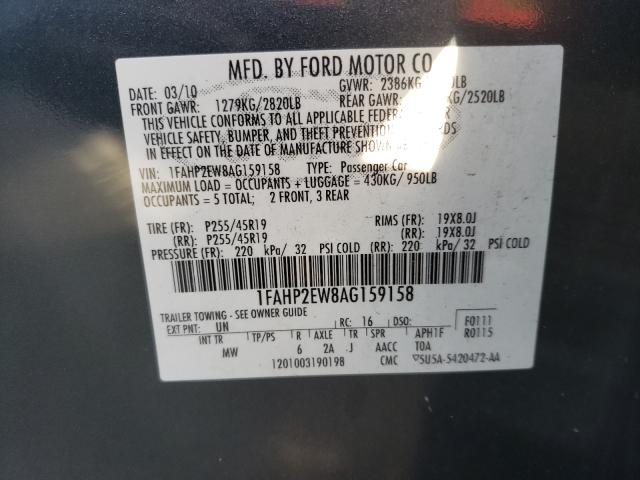 MFD. BY FORD MOTOR CO
DATE: 03/10 GVWR: 2386KG
FRONT GAWR: 1279KG/2820LB REAR GAWR: KG/2520LB
THIS VEHICLE CONFORMS TO ALL APPLICABLE FEDERAL
VEHICLE SAFETY, BUMPER, AND THEFT PREVENTION
IN EFFECT ON THE DATE OF MANUFACTURE SHOWN
VIN: 1FAHP2EW8AG159158 TYPE: Passenger Car
MAXIMUM LOAD = OCCUPANTS + LUGGAGE = 430KG/ 950LB
OCCUPANTS = 5 TOTAL; 2 FRONT, 3 REAR
TIRE (FR): P255/45R19 RIMS (FR): 19X8.0J
(RR): P255/45R19 (RR): 19X8.0J
PRESSURE (FR): 220 kPa/ 32 PSI COLD (RR): 220 kPa/ 32 PSI COLD
1FAHP2EW8AG159158
TRAILER TOWING - SEE OWNER GUIDE
EXT PNT: UN RC: 16 DSO: F0111
INT TR TP/PS R AXLE TR SPR APH1F R0115
MW 6 2A J AACC TOA
1201003190198 CMC 5U5A-5420472-AA